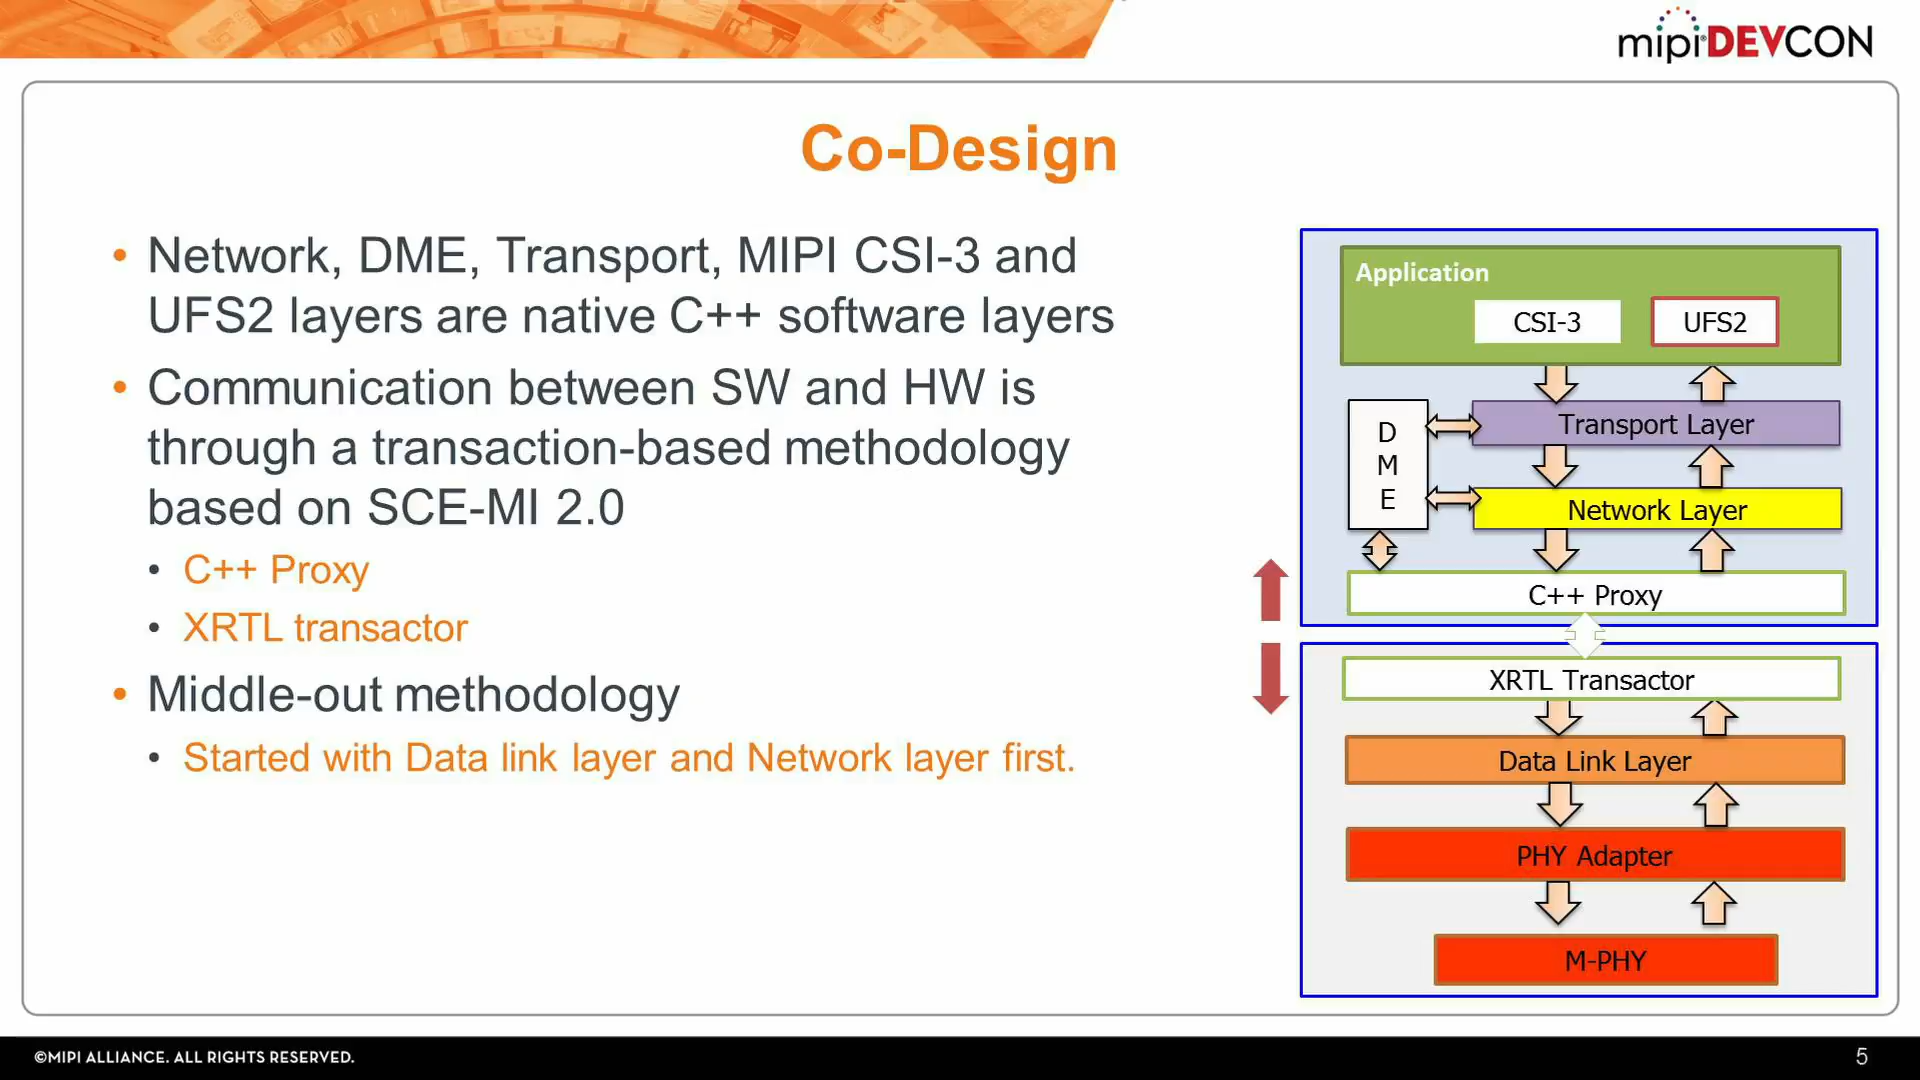 mipi DEVCON
Co-Design
• Network, DME, Transport, MIPI CSI-3 and
UFS2 layers are native C++ software layers
• Communication between SW and HW is
through a transaction-based methodology
based on SCE-MI 2.0
• C++ Proxy
• XRTL transactor
• Middle-out methodology
• Started with Data link layer and Network layer first.
Application
CSI-3
UFS2
D
M
E
Transport Layer
Network Layer
C++ Proxy
XRTL Transactor
Data Link Layer
PHY Adapter
M-PHY
©MIPI ALLIANCE. ALL RIGHTS RESERVED.
5